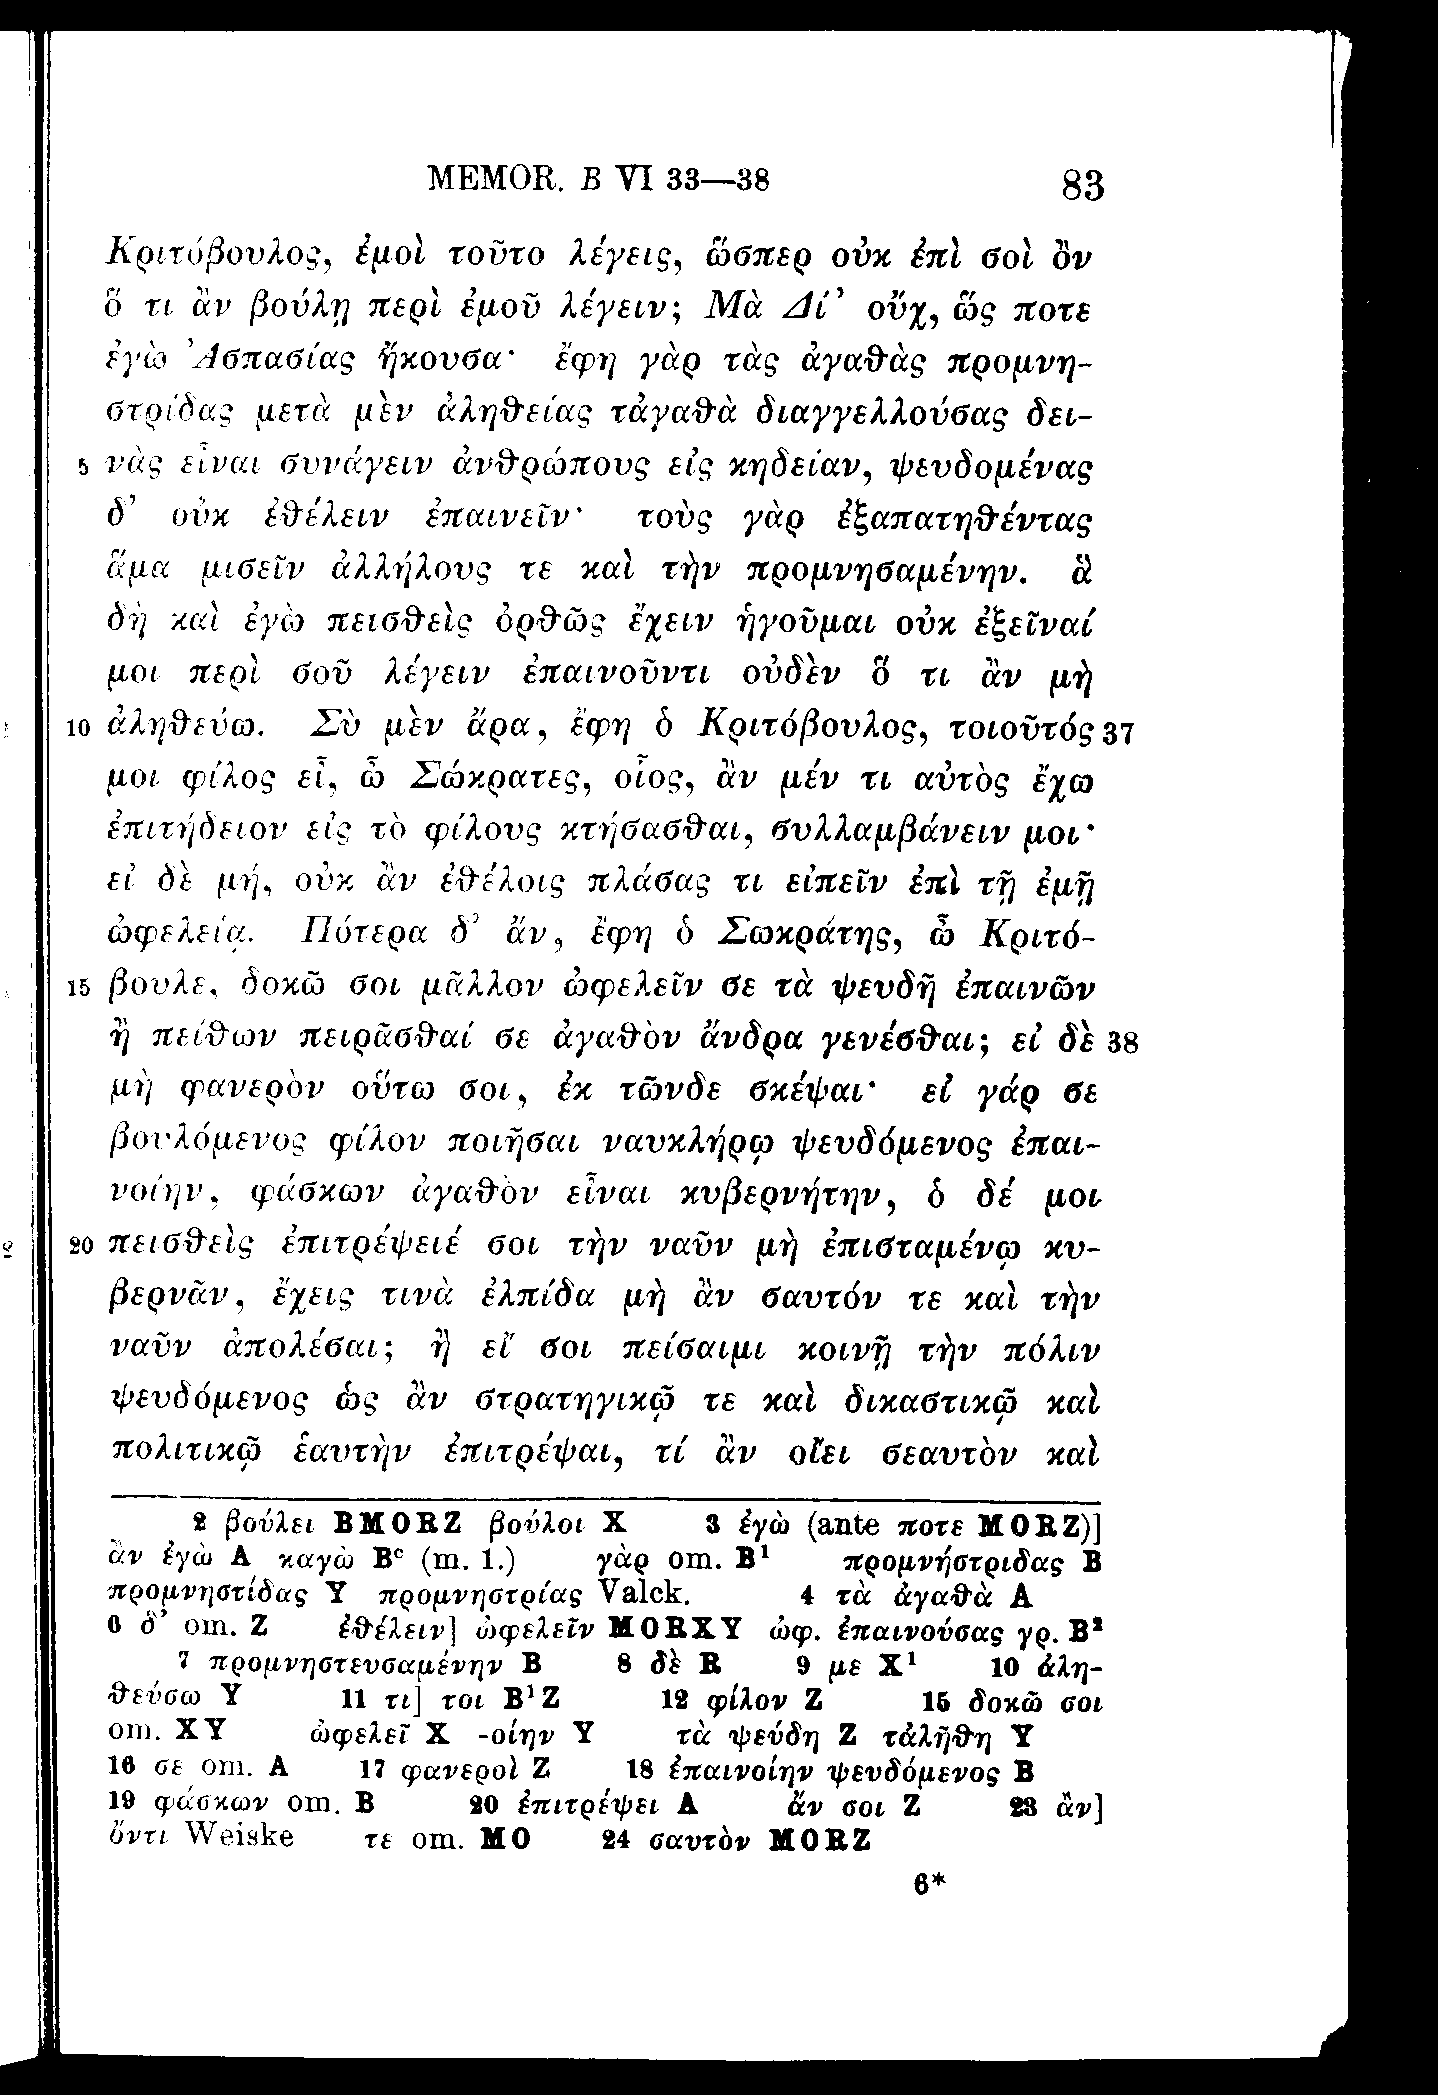 MEMOR. B VI 33—38 83
Κριτόβουλος, ἐμοὶ τοῦτο λέγεις, ὥσπερ οὐκ ἐπὶ σοὶ ὂν
ὅ τι ἂν βούλῃ περὶ ἐμοῦ λέγειν; Μὰ Δί᾽ οὔχ, ὥς ποτε
ἐγὼ Ἀσπασίας ἤκουσα· ἔφη γὰρ τὰς ἀγαθὰς προμνη-
στρίδας μετὰ μὲν ἀληθείας τἀγαθὰ διαγγελλούσας δει-
5 νὰς εἶναι συνάγειν ἀνθρώπους εἰς κηδείαν, ψευδομένας
δ᾽ οὐκ ἐθέλειν ἐπαινεῖν· τοὺς γὰρ ἐξαπατηθέντας
ἅμα μισεῖν ἀλλήλους τε καὶ τὴν προμνησαμένην. ἃ
δὴ καὶ ἐγὼ πεισθεὶς ὀρθῶς ἔχειν ἡγοῦμαι οὐκ ἐξεῖναί
μοι περὶ σοῦ λέγειν ἐπαινοῦντι οὐδὲν ὅ τι ἂν μὴ
10 ἀληθεύω. Σὺ μὲν ἄρα, ἔφη ὁ Κριτόβουλος, τοιοῦτός 37
μοι φίλος εἶ, ὦ Σώκρατες, οἷος, ἂν μέν τι αὐτὸς ἔχω
ἐπιτήδειον εἰς τὸ φίλους κτήσασθαι, συλλαμβάνειν μοι·
εἰ δὲ μή, οὐκ ἂν ἐθέλοις πλάσας τι εἰπεῖν ἐπὶ τῇ ἐμῇ
ὠφελείᾳ. Πότερα δ᾽ ἄν, ἔφη ὁ Σωκράτης, ὦ Κριτό-
15 βουλε, δοκῶ σοι μᾶλλον ὠφελεῖν σε τὰ ψευδῆ ἐπαινῶν
ἢ πείθων πειρᾶσθαί σε ἀγαθὸν ἄνδρα γενέσθαι; εἰ δὲ 38
μὴ φανερὸν οὕτω σοι, ἐκ τῶνδε σκέψαι· εἰ γάρ σε
βουλόμενος φίλον ποιῆσαι ναυκλήρῳ ψευδόμενος ἐπαι-
νοίην, φάσκων ἀγαθὸν εἶναι κυβερνήτην, ὁ δέ μοι
20 πεισθεὶς ἐπιτρέψειέ σοι τὴν ναῦν μὴ ἐπισταμένῳ κυ-
βερνᾶν, ἔχεις τινὰ ἐλπίδα μὴ ἂν σαυτόν τε καὶ τὴν
ναῦν ἀπολέσαι; ἢ εἴ σοι πείσαιμι κοινῇ τὴν πόλιν
ψευδόμενος ὡς ἂν στρατηγικῷ τε καὶ δικαστικῷ καὶ
πολιτικῷ ἑαυτὴν ἐπιτρέψαι, τί ἂν οἴει σεαυτὸν καὶ
2 βούλει BMORZ βούλοι X 3 ἐγὼ (ante ποτε MORZ)]
ἂν ἐγὼ A καγὼ Bᶜ (m. 1.) γὰρ om. B¹ προμνήστριδας B
προμνηστίδας Y προμνηστρίας Valck. 4 τὰ ἀγαθὰ A
6 δ᾽ om. Z ἐθέλειν] ὠφελεῖν MORXY ὠφ. ἐπαινούσας γρ. B²
7 προμνηστευσαμένην B 8 δὲ R 9 με X¹ 10 ἀλη-
θεύσω Y 11 τι] τοι B¹Z 12 φίλον Z 15 δοκῶ σοι
om. XY ὠφελεῖ X -οίην Y τὰ ψεύδη Z τἀλῆθη Y
16 σε om. A 17 φανεροὶ Z 18 ἐπαινοίην ψευδόμενος B
19 φάσκων om. B 20 ἐπιτρέψει A ἄν σοι Z 23 ἂν]
ὄντι Weiske τε om. MO 24 σαυτὸν MORZ
6*